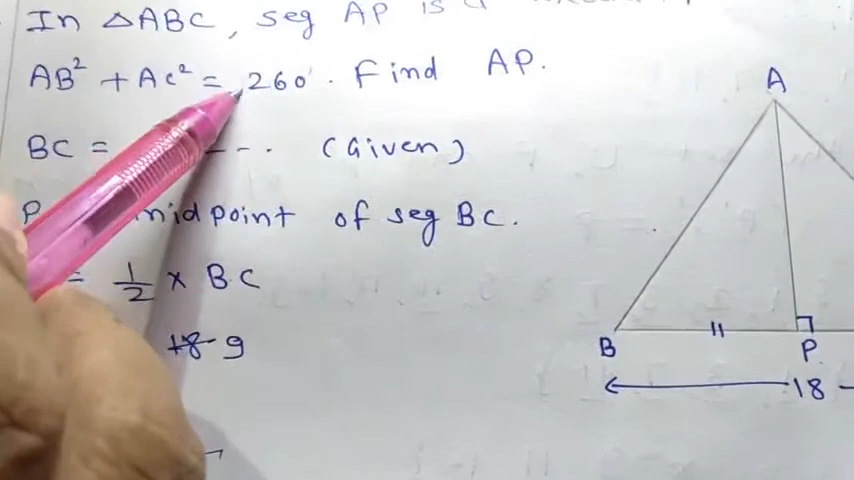 In △ABC, seg AP is a
AB² + AC² = 260. Find AP.
BC = - - . (Given)
P midpoint of seg BC.
= 1/2 × BC
18 9
A
B
P
18